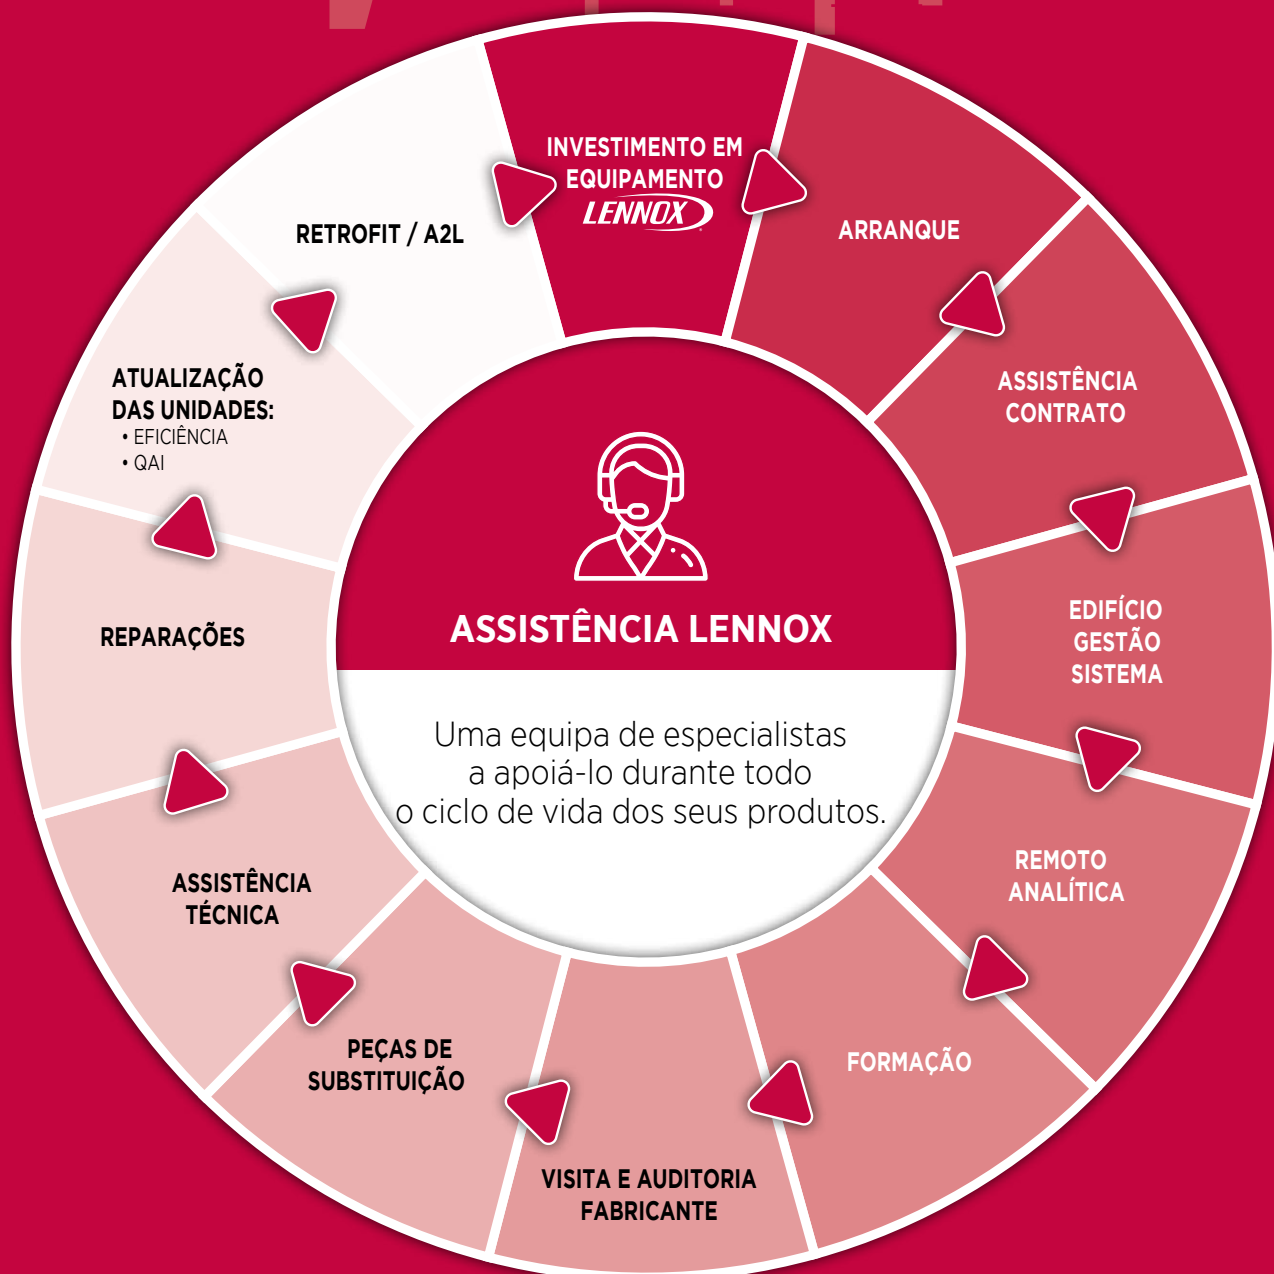 INVESTIMENTO EM
EQUIPAMENTO
LENNOX
ARRANQUE
ASSISTÊNCIA
CONTRATO
EDIFÍCIO
GESTÃO
SISTEMA
REMOTO
ANALÍTICA
FORMAÇÃO
VISITA E AUDITORIA
FABRICANTE
PEÇAS DE
SUBSTITUIÇÃO
ASSISTÊNCIA
TÉCNICA
REPARAÇÕES
ATUALIZAÇÃO
DAS UNIDADES:
• EFICIÊNCIA
• QAI
RETROFIT / A2L
ASSISTÊNCIA LENNOX
Uma equipa de especialistas
a apoiá-lo durante todo
o ciclo de vida dos seus produtos.